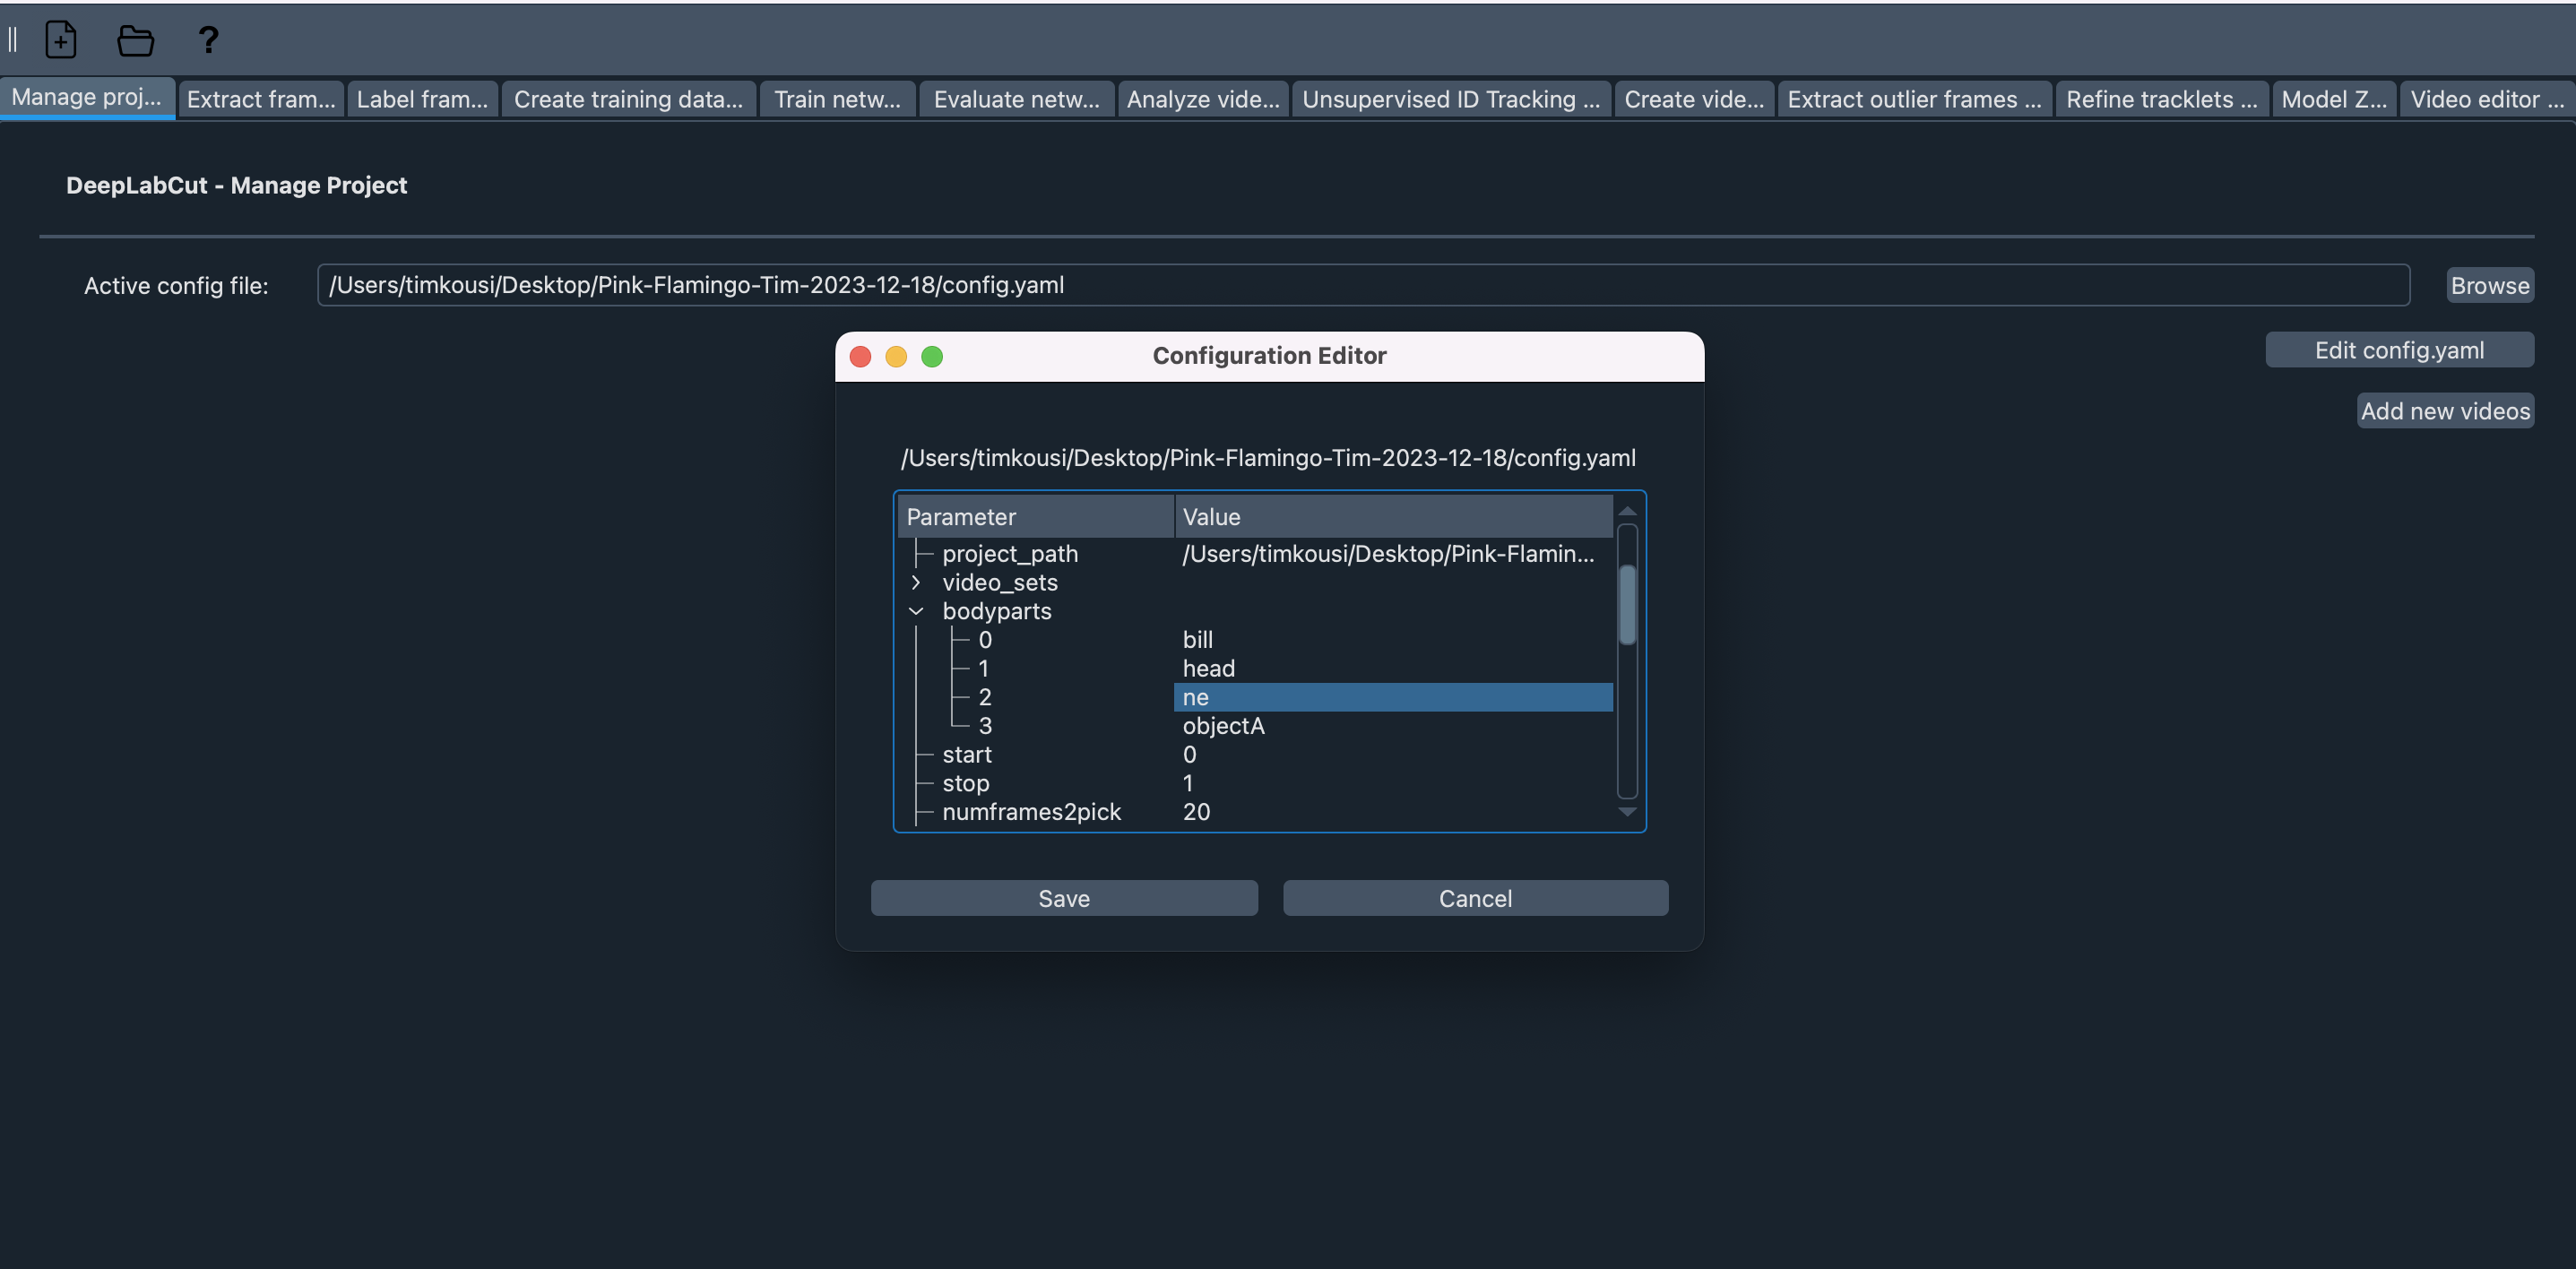 ?
Manage proj... Extract fram... Label fram... Create training data... Train netw... Evaluate netw... Analyze vide... Unsupervised ID Tracking ... Create vide... Extract outlier frames ... Refine tracklets ... Model Z... Video editor ...
DeepLabCut - Manage Project
Active config file: /Users/timkousi/Desktop/Pink-Flamingo-Tim-2023-12-18/config.yaml Browse
Edit config.yaml
Add new videos
Configuration Editor
/Users/timkousi/Desktop/Pink-Flamingo-Tim-2023-12-18/config.yaml
Parameter Value
project_path /Users/timkousi/Desktop/Pink-Flamin...
video_sets
bodyparts
0 bill
1 head
2 ne
3 objectA
start 0
stop 1
numframes2pick 20
Save Cancel